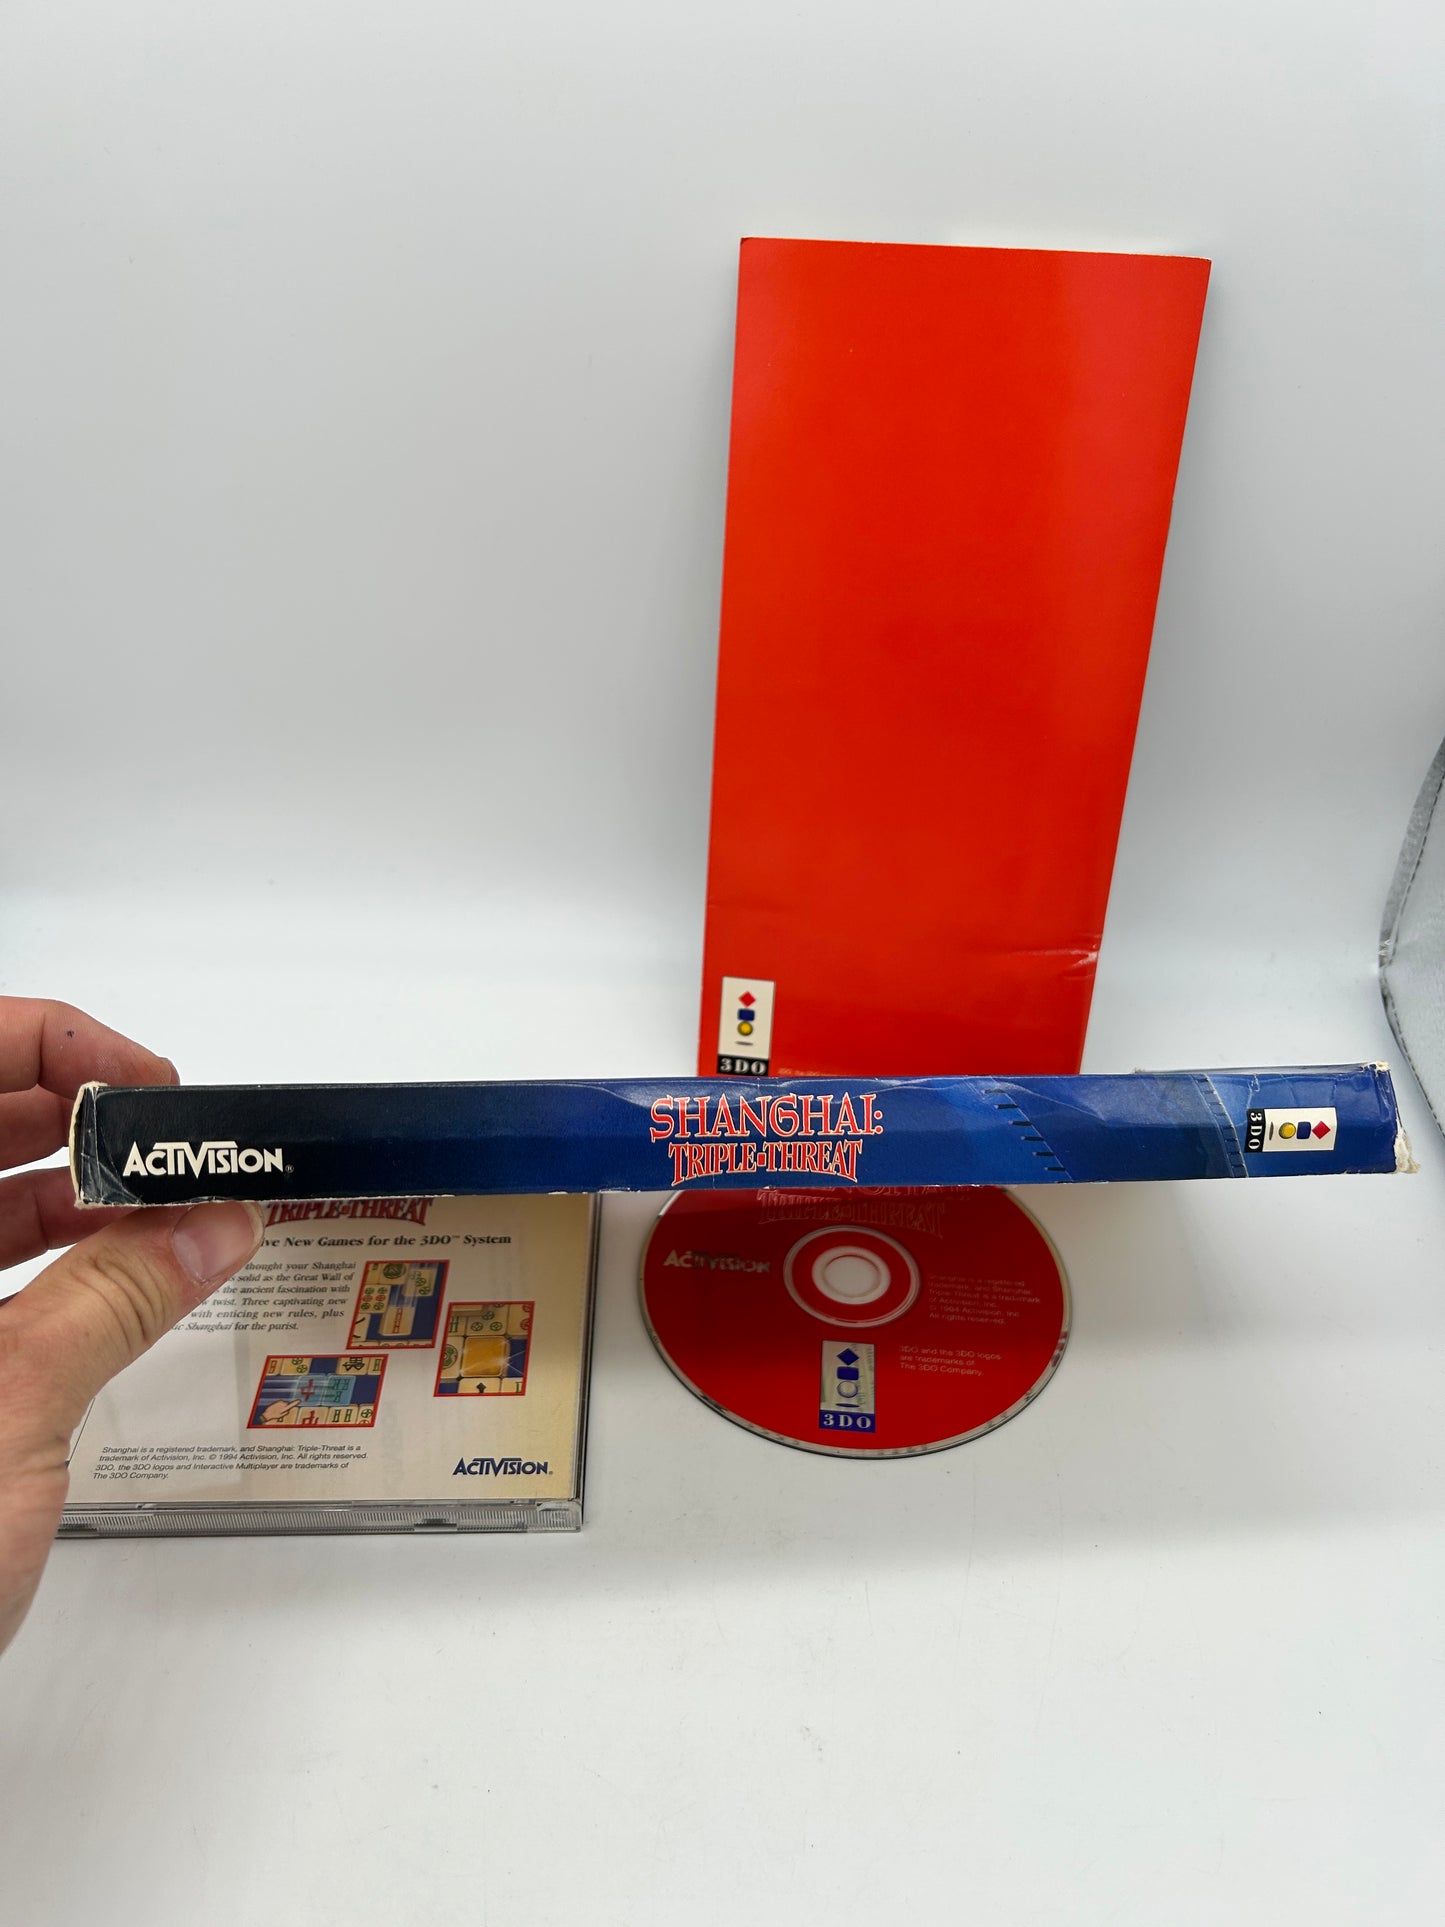 3DO
ACTIVISION®
SHANGHAI:
TRIPLE·THREAT
3DO
TRIPLE·THREAT
ive New Games for the 3DO™ System
thought your Shanghai
s solid as the Great Wall of
the ancient fascination with
w twist. Three captivating new
with enticing new rules, plus
ic Shanghai for the purist.
Shanghai is a registered trademark, and Shanghai: Triple-Threat is a
trademark of Activision, Inc. © 1994 Activision, Inc. All rights reserved.
3DO, the 3DO logos and Interactive Multiplayer are trademarks of
The 3DO Company.
ACTIVISION®
TRIPLE·THREAT
ACTIVISION
Shanghai is a registered
trademark, and Shanghai:
Triple-Threat is a trademark
of Activision, Inc.
© 1994 Activision, Inc.
All rights reserved.
3DO and the 3DO logos
are trademarks of
The 3DO Company.
3DO